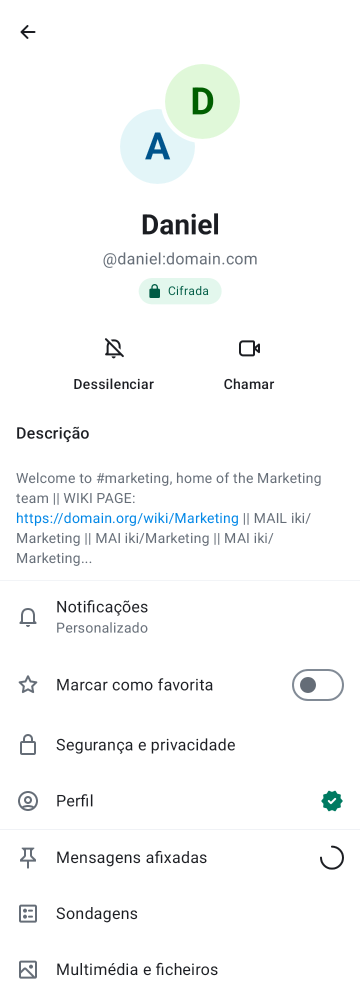 D
A
Daniel
@daniel:domain.com
Cifrada
Dessilenciar
Chamar
Descrição
Welcome to #marketing, home of the Marketing
team || WIKI PAGE:
https://domain.org/wiki/Marketing || MAIL iki/
Marketing || MAI iki/Marketing || MAI iki/
Marketing...
Notificações
Personalizado
Marcar como favorita
Segurança e privacidade
Perfil
Mensagens afixadas
Sondagens
Multimédia e ficheiros